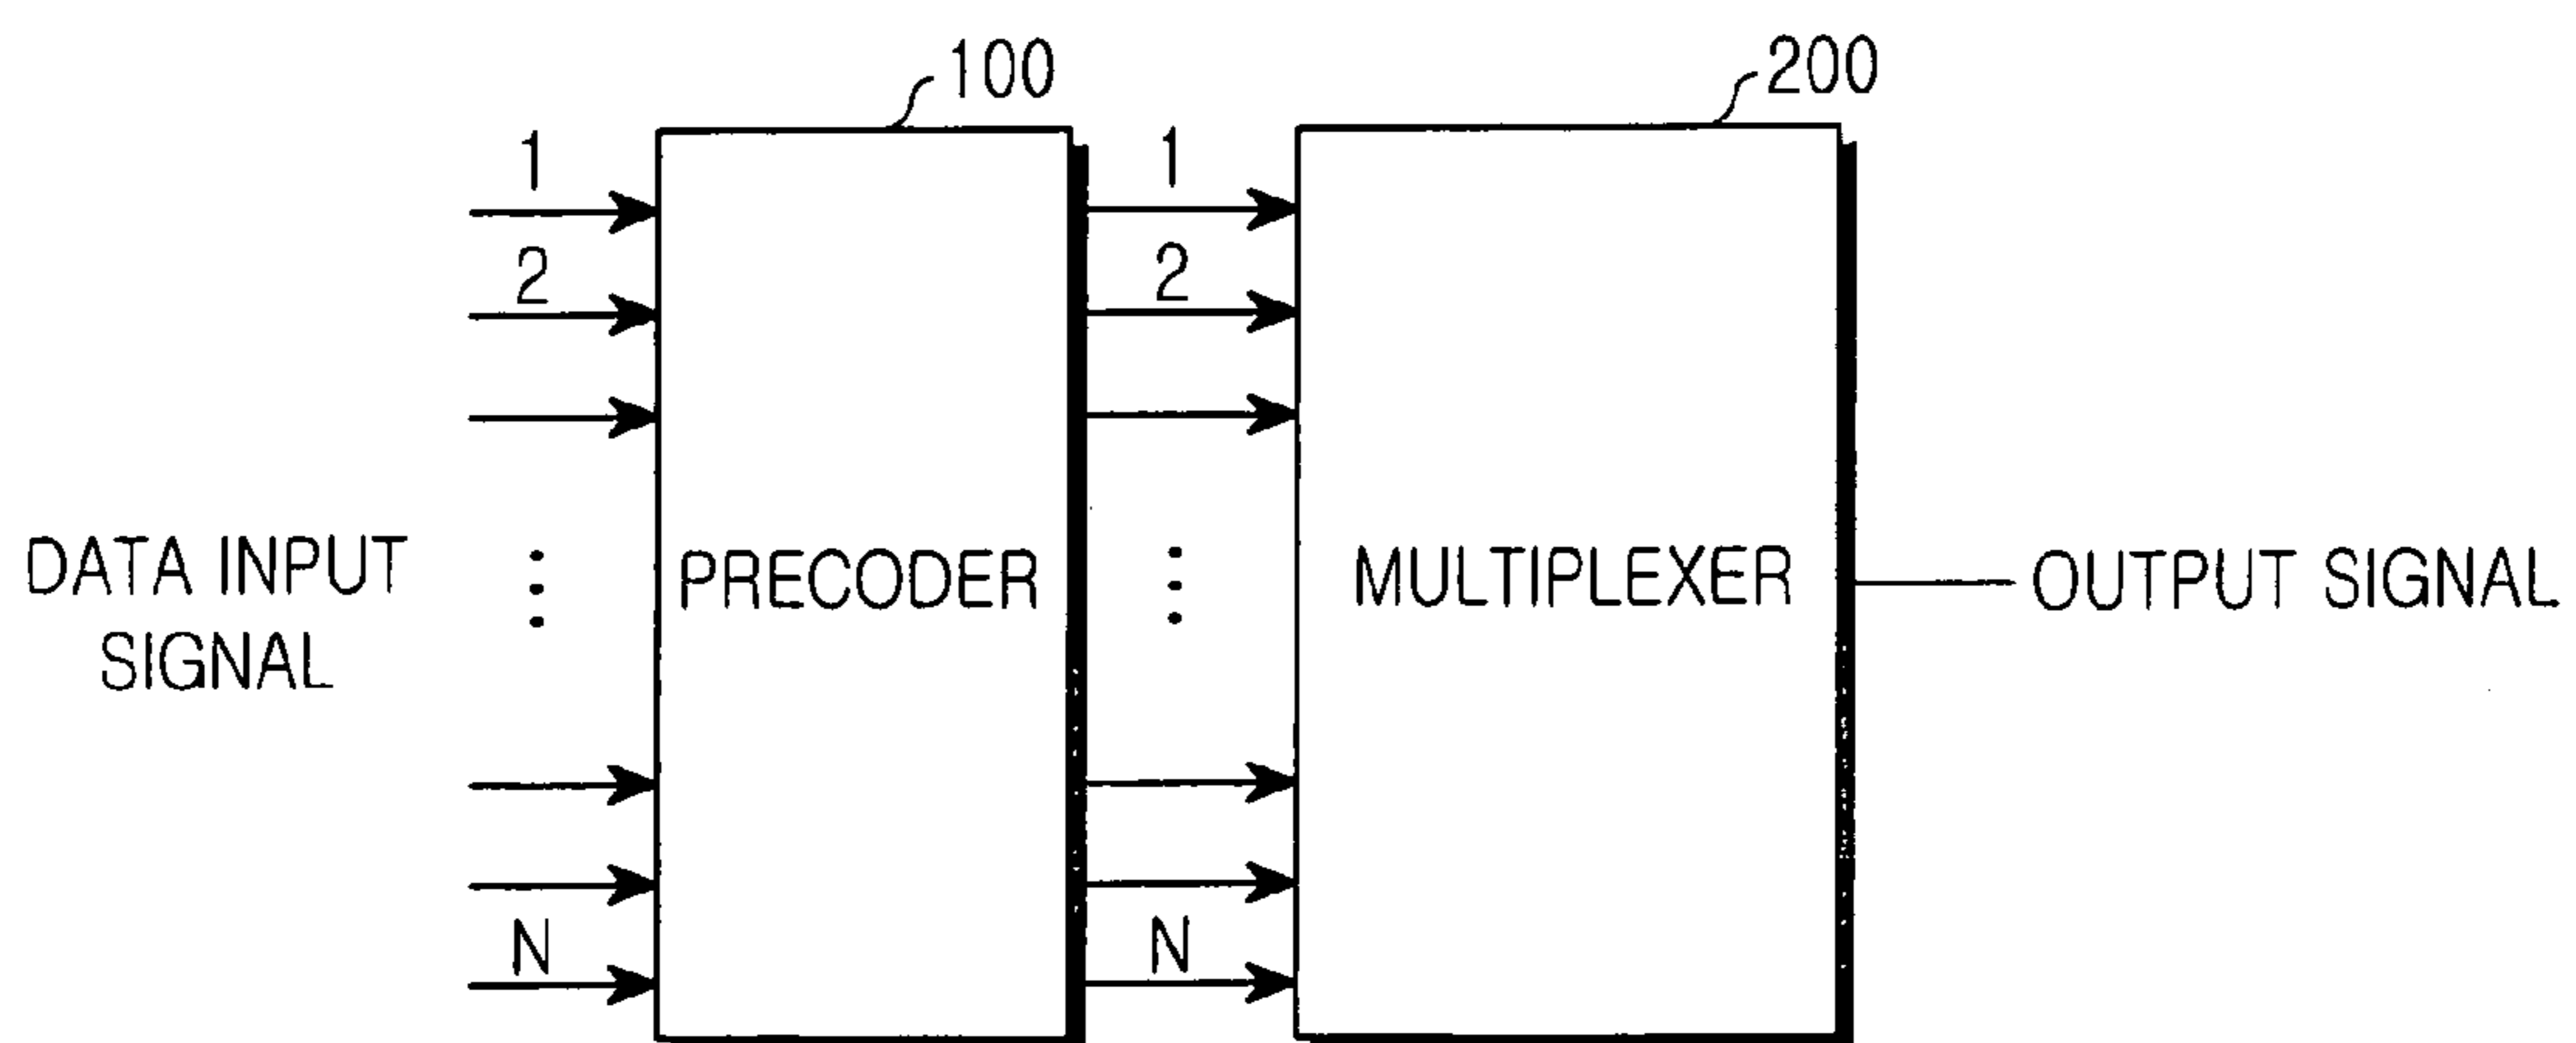 100
200
1
1
2
2
DATA INPUT
SIGNAL
PRECODER
MULTIPLEXER
OUTPUT SIGNAL
N
N